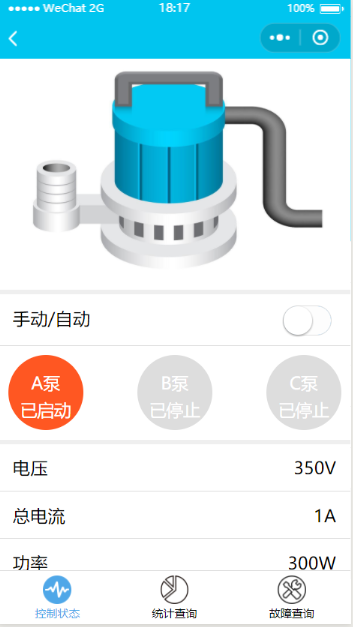 WeChat 2G
18:17
100%
手动/自动
A泵
已启动
B泵
已停止
C泵
已停止
电压
350V
总电流
1A
功率
300W
控制状态
统计查询
故障查询